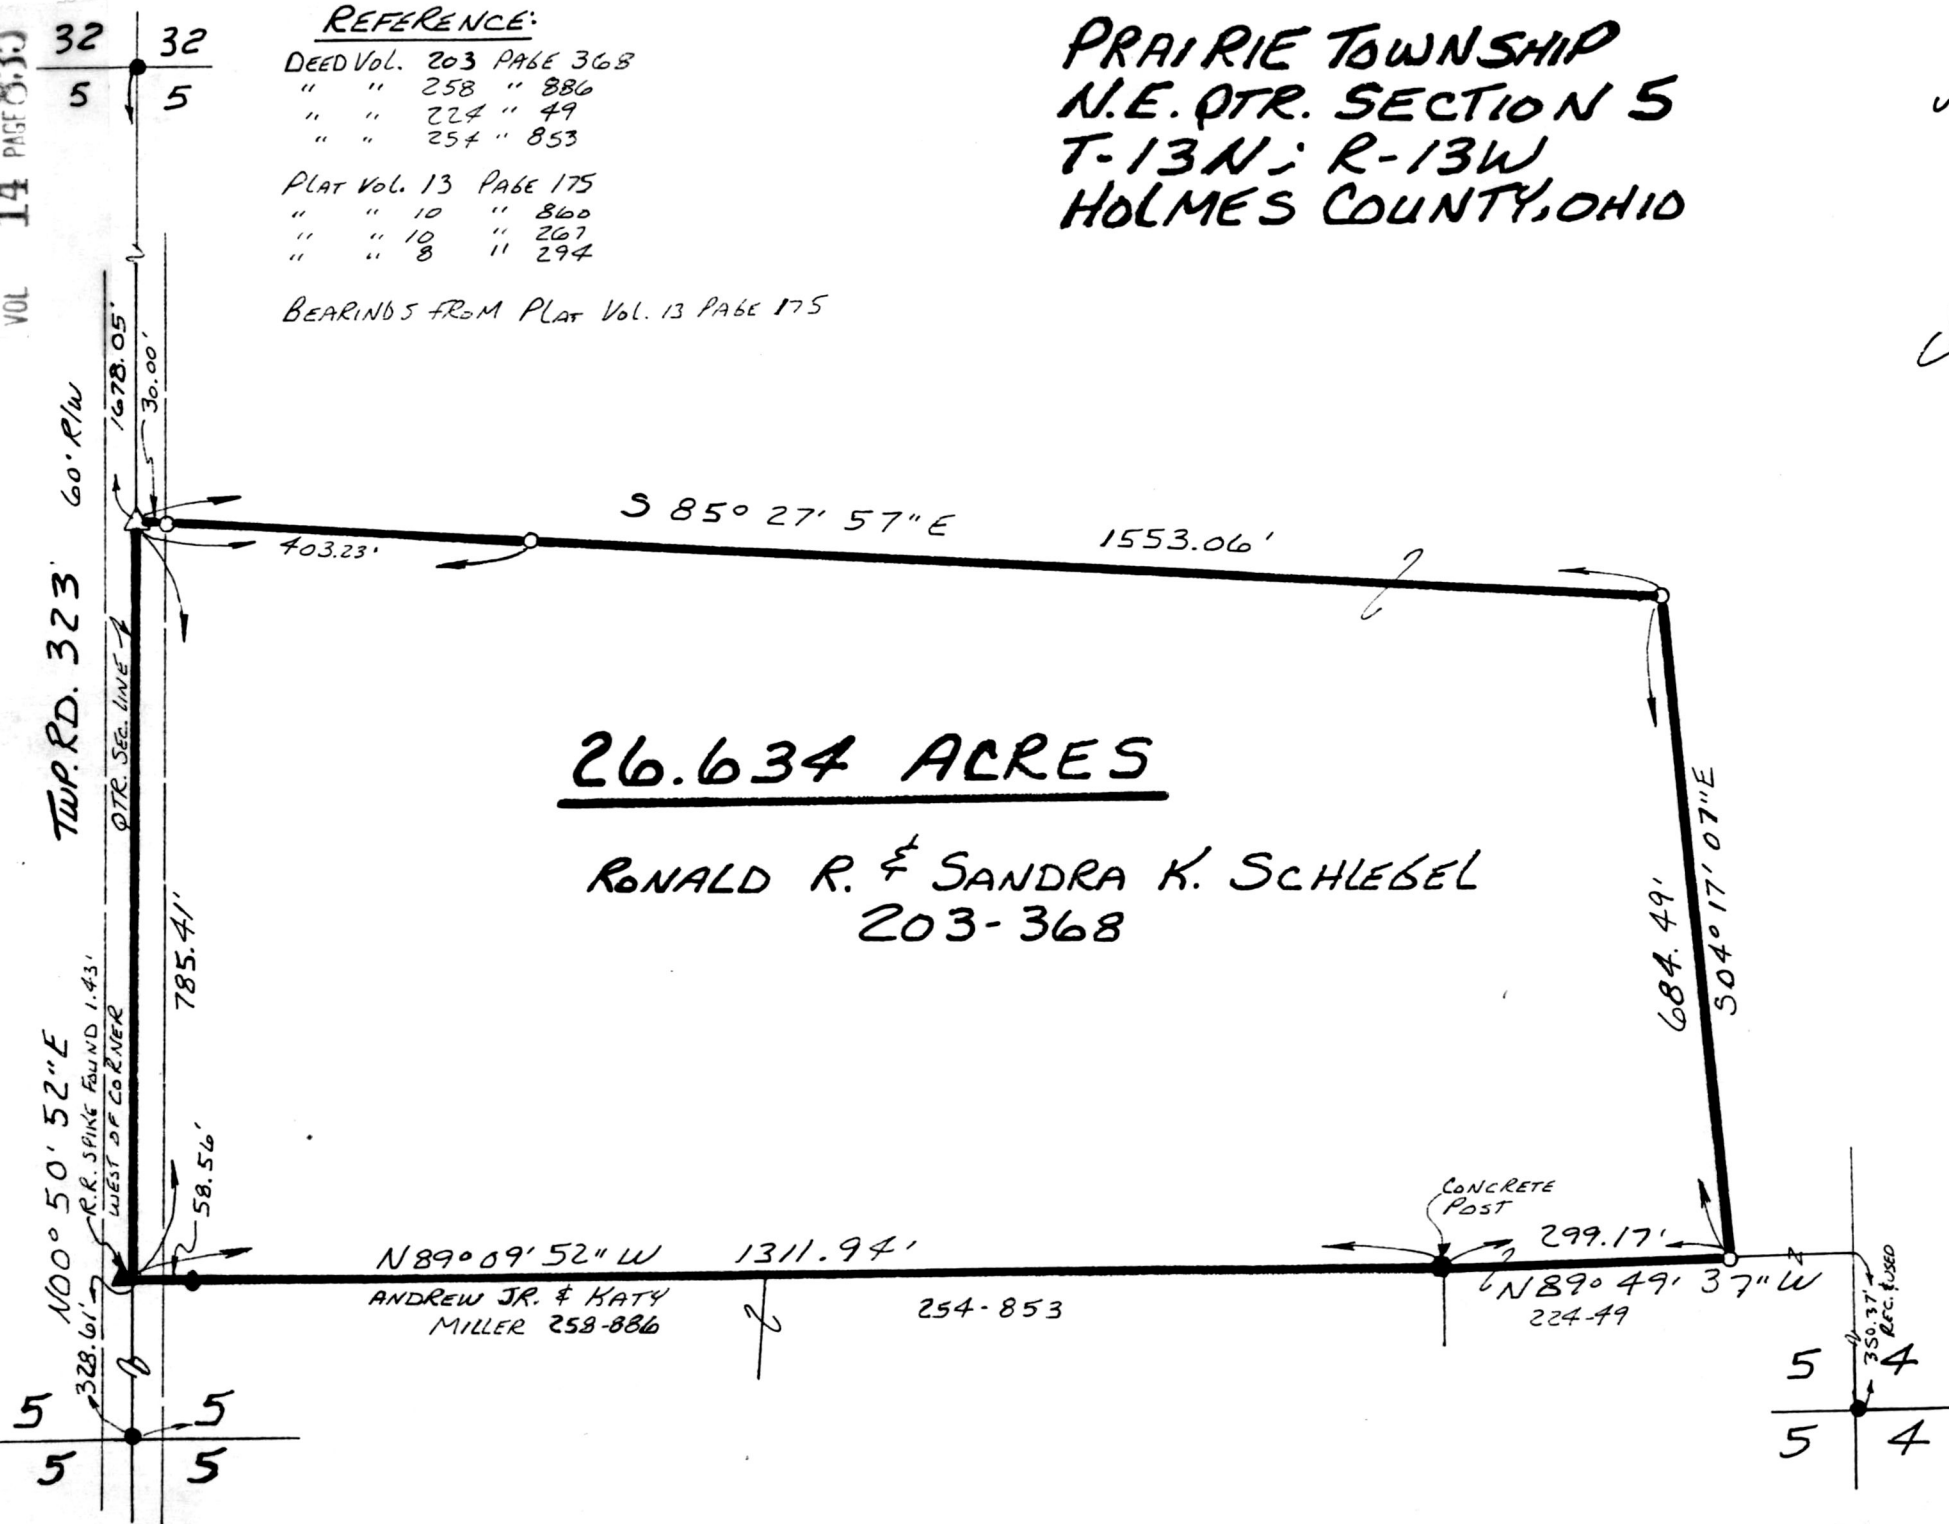 VOL 14 PAGE
32 32
5 5
REFERENCE:
DEED VOL. 203 PAGE 368
" " 258 " 886
" " 224 " 49
" " 254 " 853
PLAT VOL. 13 PAGE 175
" " 10 " 860
" " 10 " 267
" " 8 " 294
BEARINGS FROM PLAT VOL. 13 PAGE 175
PRAIRIE TOWNSHIP
N.E. QTR. SECTION 5
T-13N; R-13W
HOLMES COUNTY, OHIO
1678.05'
30.00'
60' R/W
S 85° 27' 57" E 1553.06'
403.23'
TWP. RD. 323
QTR. SEC. LINE
26.634 ACRES
RONALD R. & SANDRA K. SCHLEGEL
203-368
684.49'
S04° 17' 07" E
785.41'
N00° 50' 52" E
R.R. SPIKE FOUND 1.43'
WEST OF CORNER
58.56'
CONCRETE
POST
N89° 09' 52" W 1311.94'
299.17'
N89° 49' 37" W
ANDREW JR. & KATY
MILLER 258-886
254-853
224-49
328.61'
350.37'
REC. & USED
5 5
5 5
5 4
5 4